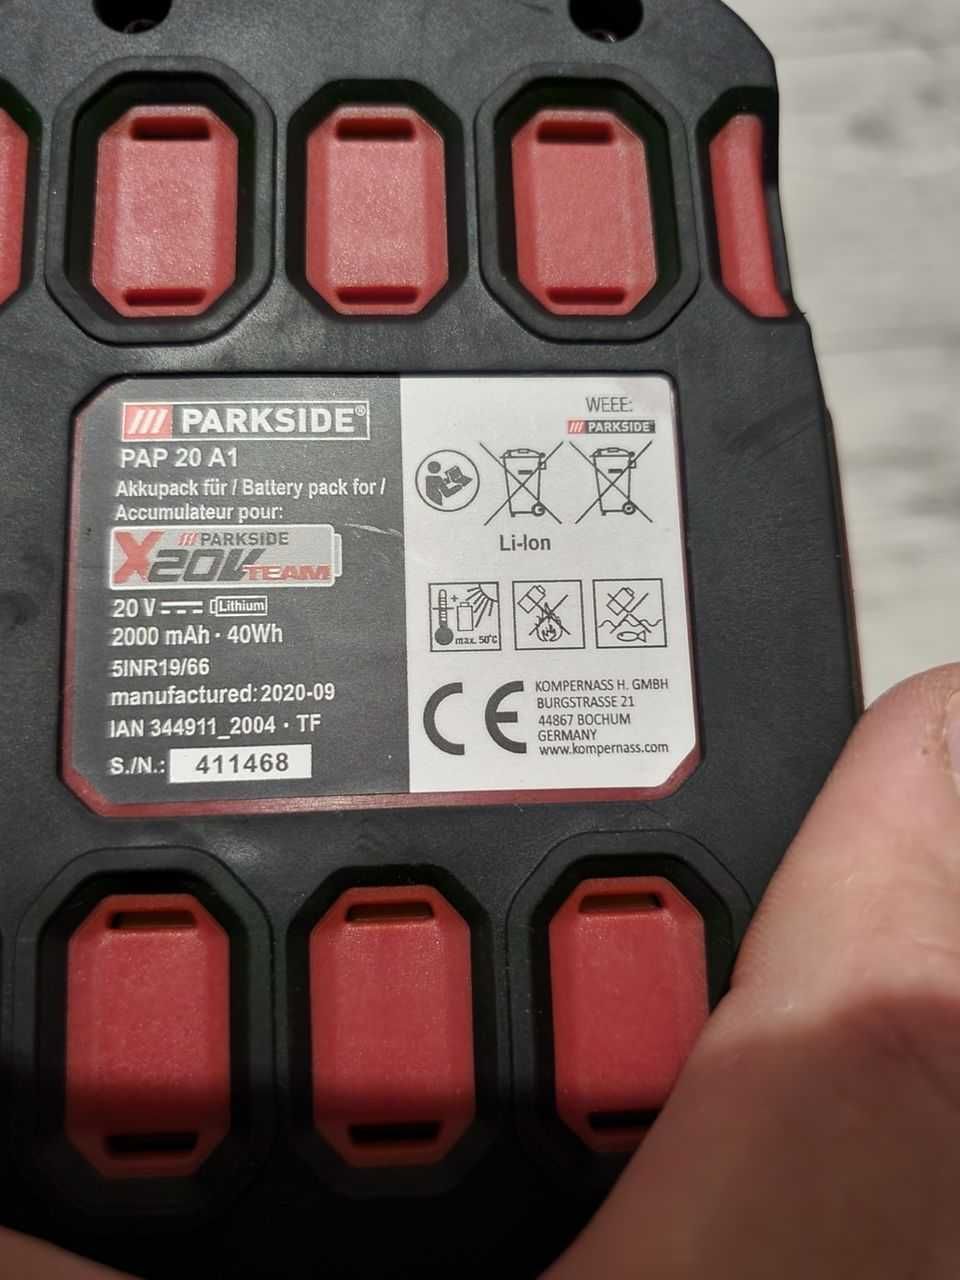 PARKSIDE®
PAP 20 A1
Akkupack für / Battery pack for /
Accumulateur pour:
PARKSIDE
X20V TEAM
20 V Lithium
2000 mAh · 40Wh
5INR19/66
manufactured: 2020-09
IAN 344911_2004 · TF
S./N.: 411468
WEEE:
PARKSIDE
Li-Ion
+
max. 50°C
CE
KOMPERNASS H. GMBH
BURGSTRASSE 21
44867 BOCHUM
GERMANY
www.kompernass.com